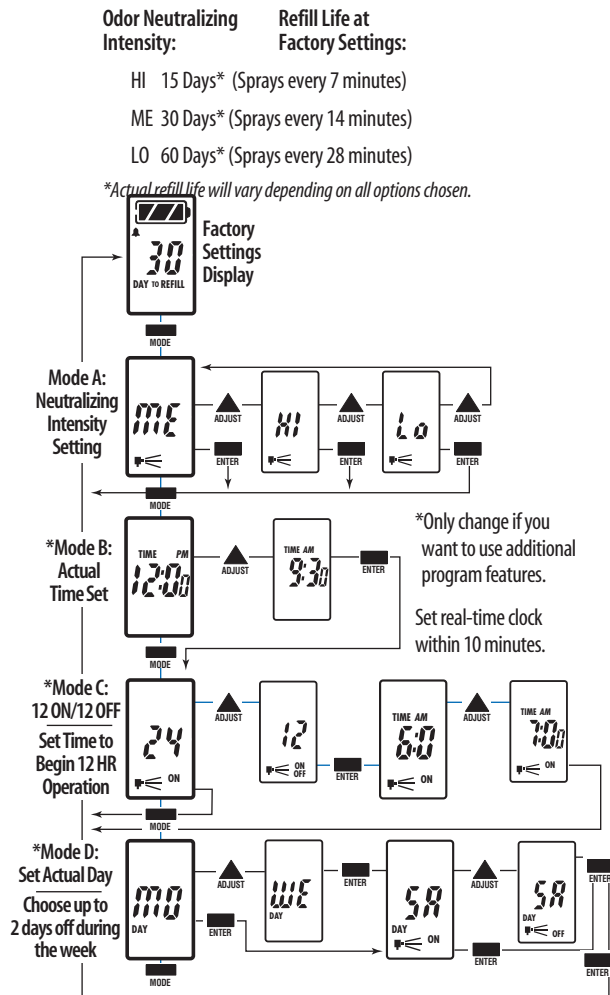 Odor Neutralizing Intensity:
Refill Life at Factory Settings:
HI 15 Days* (Sprays every 7 minutes)
ME 30 Days* (Sprays every 14 minutes)
LO 60 Days* (Sprays every 28 minutes)
*Actual refill life will vary depending on all options chosen.
30
DAY TO REFILL
Factory
Settings
Display
MODE
Mode A:
Neutralizing
Intensity
Setting
ME
ADJUST
ENTER
HI
ADJUST
ENTER
Lo
ADJUST
ENTER
MODE
*Mode B:
Actual
Time Set
TIME PM
12:00
ADJUST
TIME AM
9:30
ENTER
*Only change if you
want to use additional
program features.
Set real-time clock
within 10 minutes.
MODE
*Mode C:
12 ON/12 OFF
Set Time to
Begin 12 HR
Operation
24
ON
ADJUST
12
ON
OFF
ENTER
TIME AM
6:0
ON
ADJUST
TIME AM
7:00
ON
MODE
*Mode D:
Set Actual Day
Choose up to
2 days off during
the week
MO
DAY
ADJUST
ENTER
WE
DAY
ENTER
SA
DAY
ON
ADJUST
ENTER
SA
DAY
OFF
ENTER
ENTER
MODE